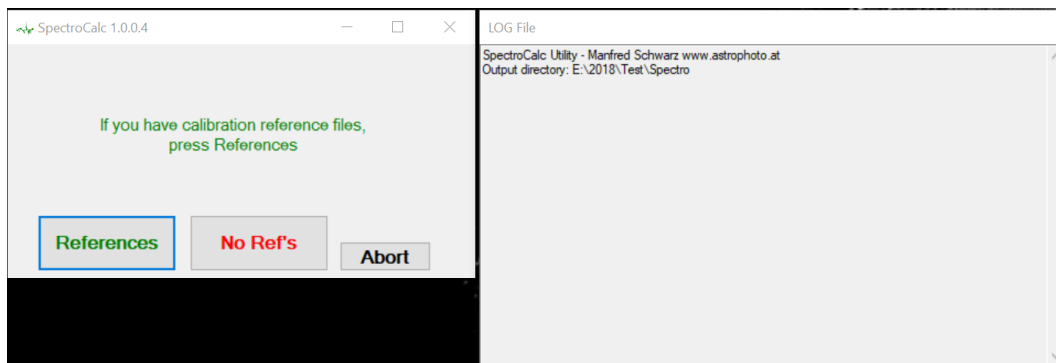 SpectroCalc 1.0.0.4
If you have calibration reference files,
press References
References
No Ref's
Abort
LOG File
SpectroCalc Utility - Manfred Schwarz www.astrophoto.at
Output directory: E:\2018\Test\Spectro